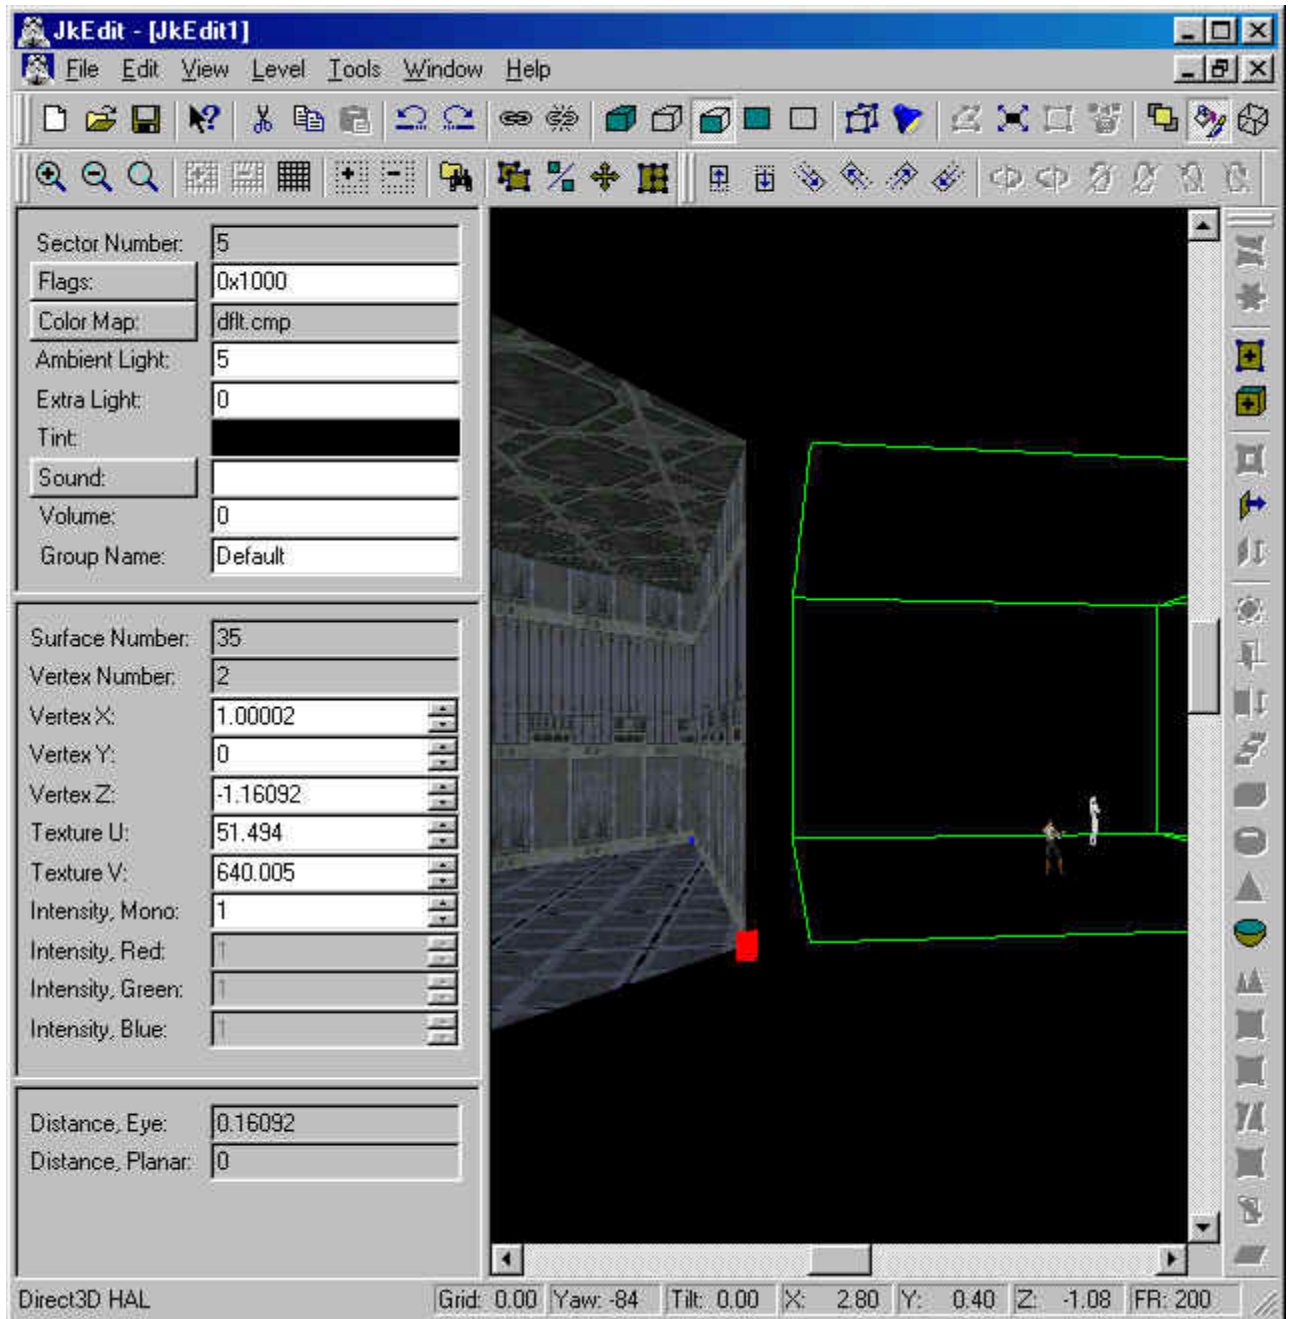 JkEdit - [JkEdit1]
File Edit View Level Tools Window Help
Sector Number: 5
Flags: 0x1000
Color Map: dflt.cmp
Ambient Light: 5
Extra Light: 0
Tint:
Sound:
Volume: 0
Group Name: Default
Surface Number: 35
Vertex Number: 2
Vertex X: 1.00002
Vertex Y: 0
Vertex Z: -1.16092
Texture U: 51.494
Texture V: 640.005
Intensity, Mono: 1
Intensity, Red: 1
Intensity, Green: 1
Intensity, Blue: 1
Distance, Eye: 0.16092
Distance, Planar: 0
Direct3D HAL Grid: 0.00 Yaw: -84 Tilt: 0.00 X: 2.80 Y: 0.40 Z: -1.08 FR: 200